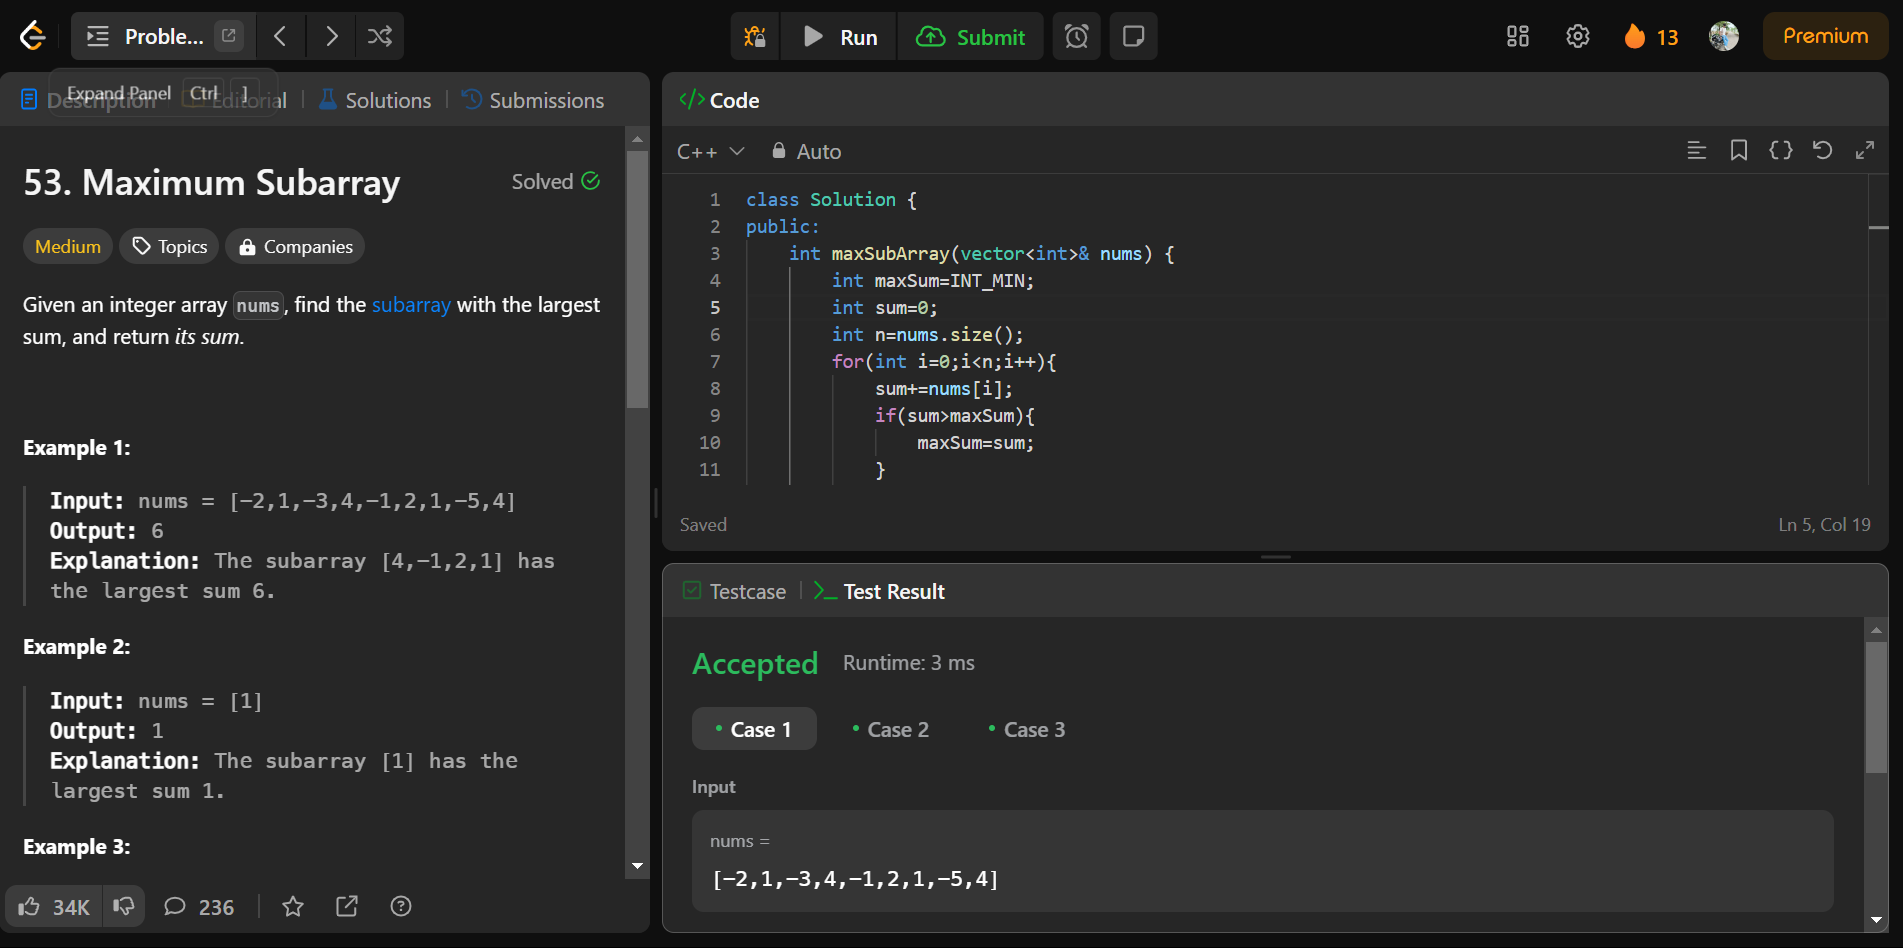 Proble...
Run
Submit
13
Premium
Expand Panel Ctrl ]
Description
Editorial
Solutions
Submissions
53. Maximum Subarray
Solved
Medium
Topics
Companies
Given an integer array nums, find the subarray with the largest
sum, and return its sum.
Example 1:
Input: nums = [-2,1,-3,4,-1,2,1,-5,4]
Output: 6
Explanation: The subarray [4,-1,2,1] has
the largest sum 6.
Example 2:
Input: nums = [1]
Output: 1
Explanation: The subarray [1] has the
largest sum 1.
Example 3:
34K
236
</> Code
C++
Auto
1 class Solution {
2 public:
3 int maxSubArray(vector<int>& nums) {
4 int maxSum=INT_MIN;
5 int sum=0;
6 int n=nums.size();
7 for(int i=0;i<n;i++){
8 sum+=nums[i];
9 if(sum>maxSum){
10 maxSum=sum;
11 }
Saved
Ln 5, Col 19
Testcase
Test Result
Accepted
Runtime: 3 ms
Case 1
Case 2
Case 3
Input
nums =
[-2,1,-3,4,-1,2,1,-5,4]